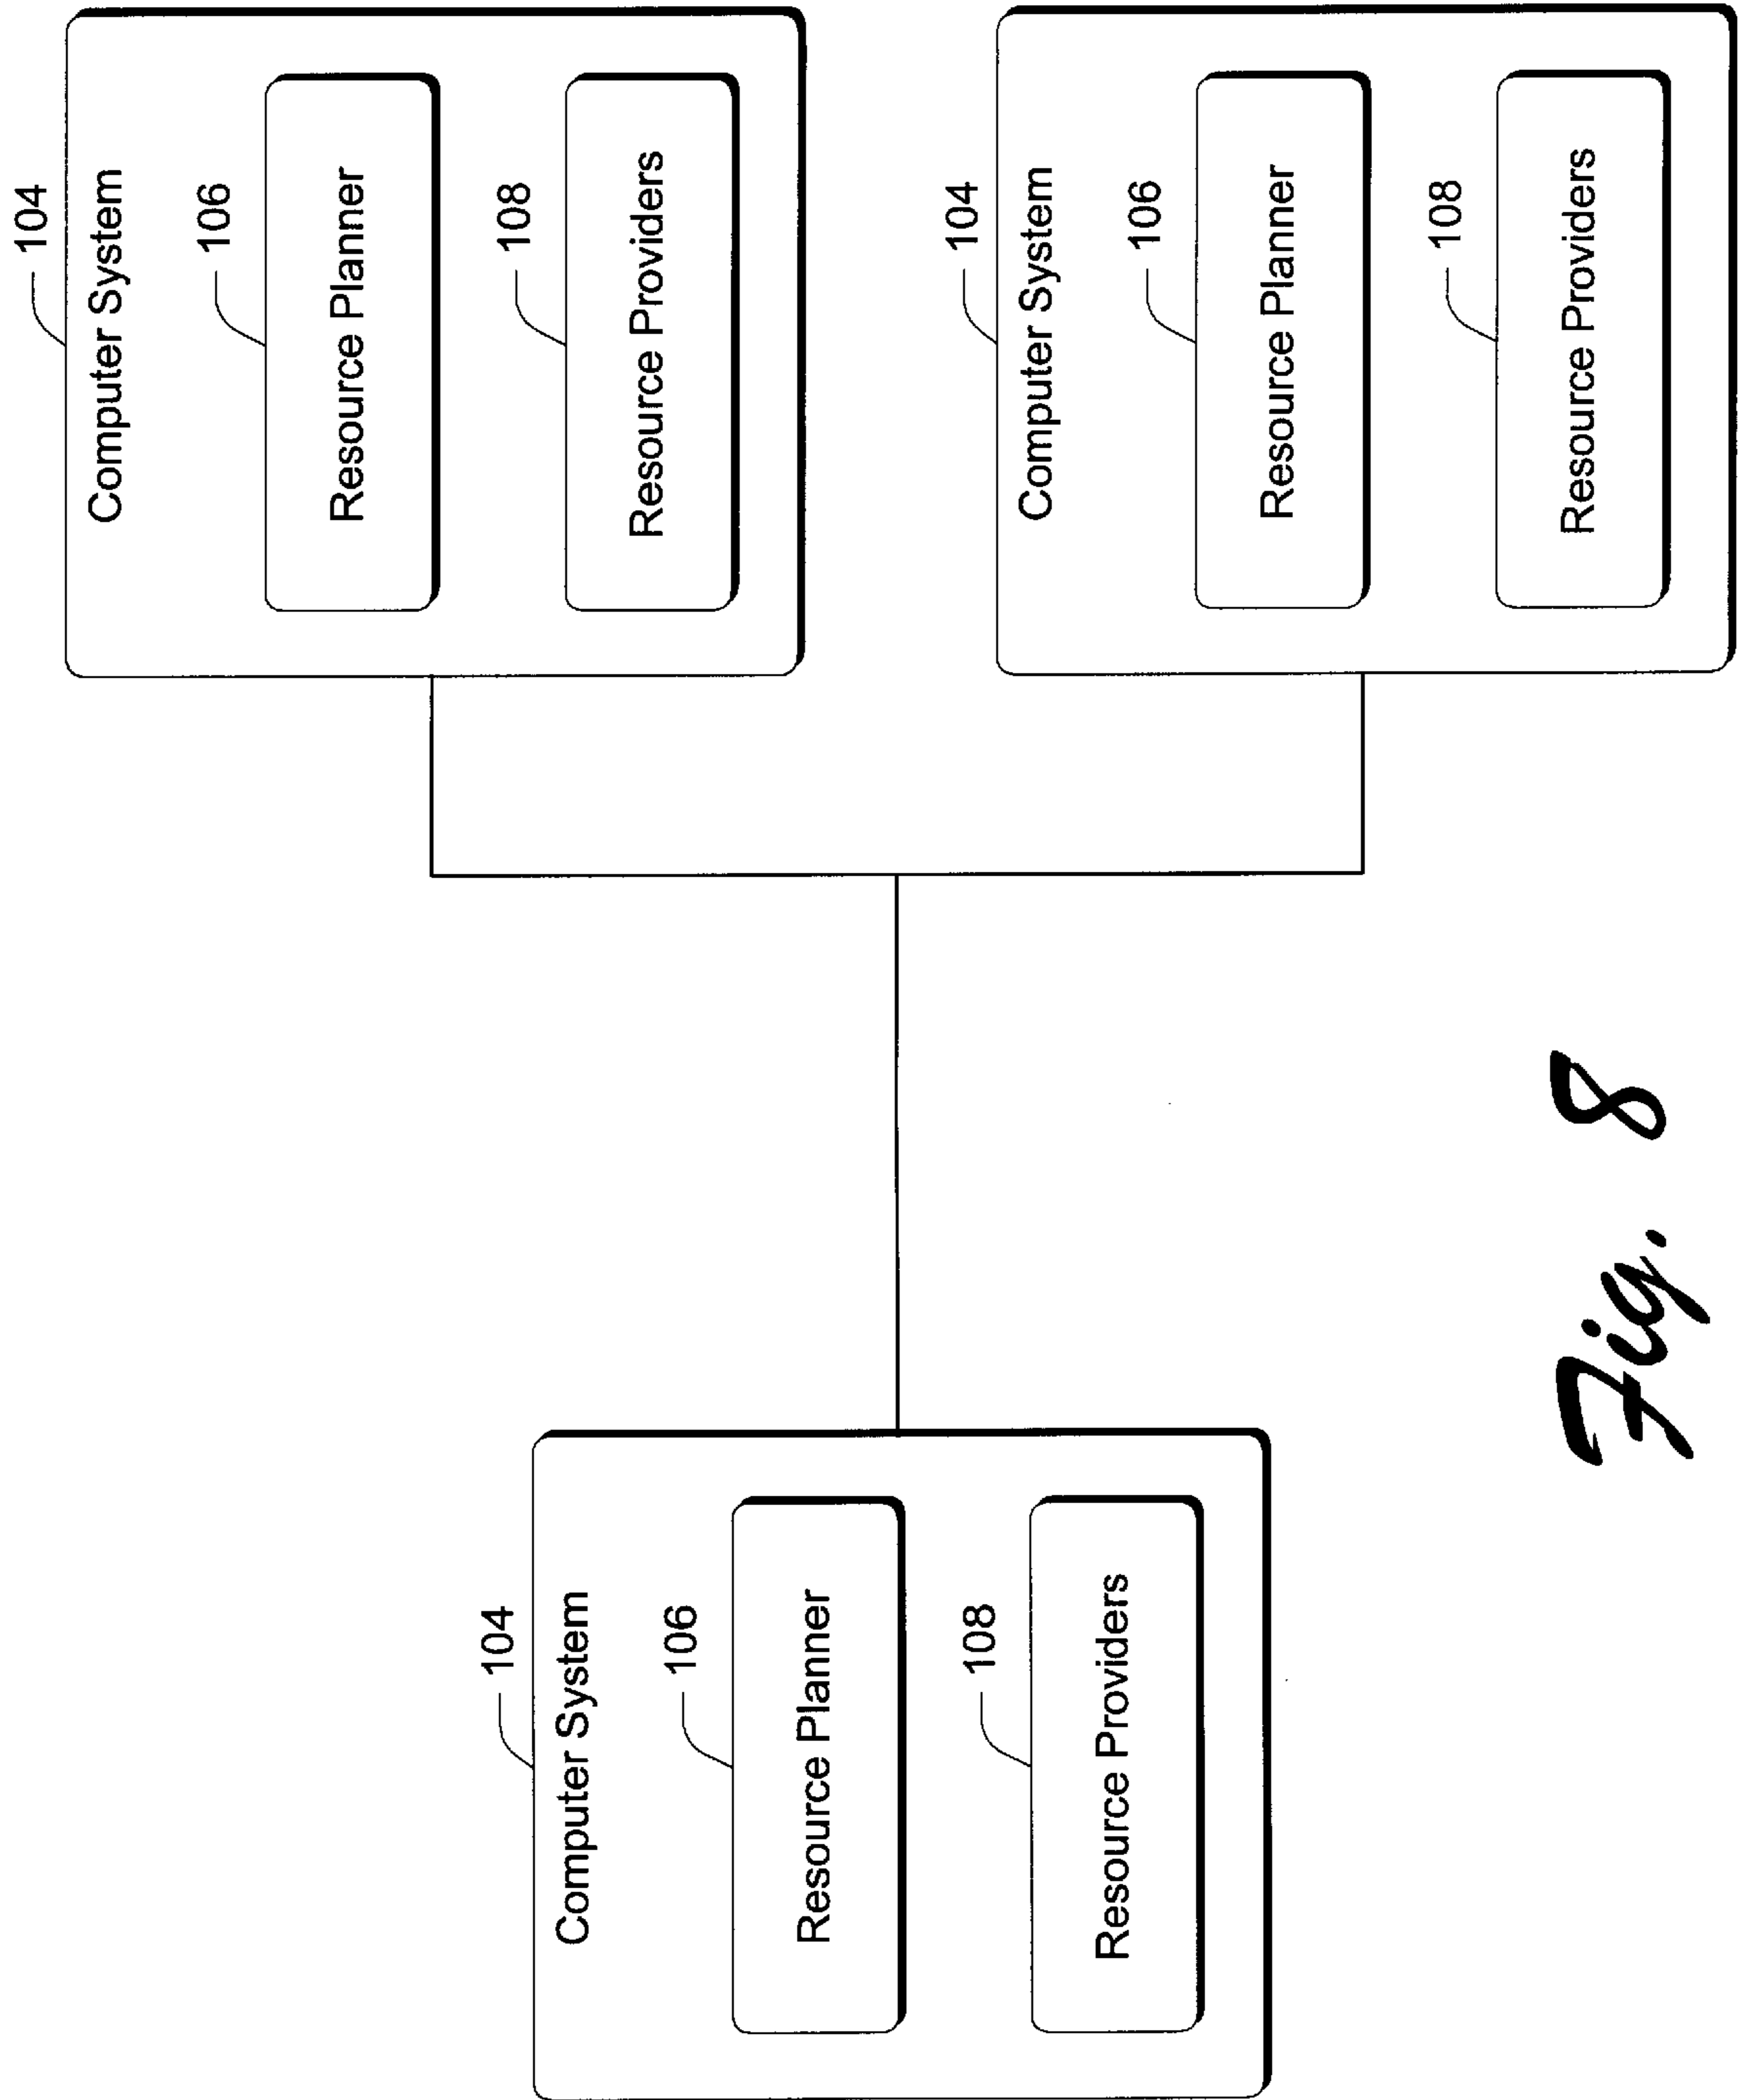 104
Computer System
106
Resource Planner
108
Resource Providers
104
Computer System
106
Resource Planner
108
Resource Providers
104
Computer System
106
Resource Planner
108
Resource Providers
Fig. 8